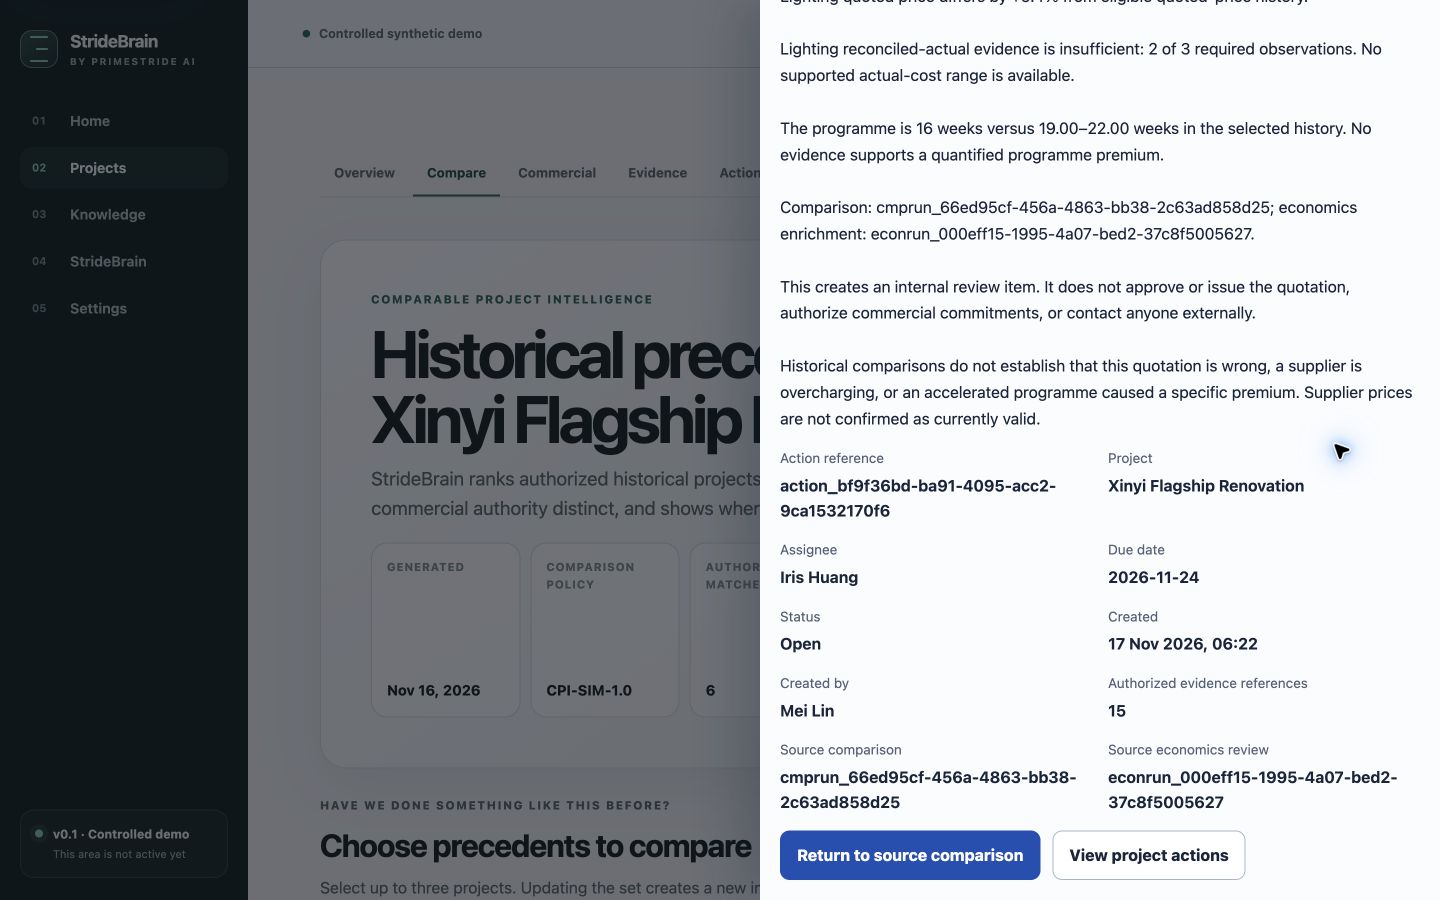 StrideBrain
BY PRIMESTRIDE AI
01 Home
02 Projects
03 Knowledge
04 StrideBrain
05 Settings
v0.1 · Controlled demo
This area is not active yet
Controlled synthetic demo
Overview Compare Commercial Evidence Action
COMPARABLE PROJECT INTELLIGENCE
Historical prec
Xinyi Flagship
StrideBrain ranks authorized historical projects
commercial authority distinct, and shows wher
GENERATED
Nov 16, 2026
COMPARISON
POLICY
CPI-SIM-1.0
AUTHOR
MATCHE
6
HAVE WE DONE SOMETHING LIKE THIS BEFORE?
Choose precedents to compare
Select up to three projects. Updating the set creates a new in
Lighting reconciled-actual evidence is insufficient: 2 of 3 required observations. No
supported actual-cost range is available.
The programme is 16 weeks versus 19.00–22.00 weeks in the selected history. No
evidence supports a quantified programme premium.
Comparison: cmprun_66ed95cf-456a-4863-bb38-2c63ad858d25; economics
enrichment: econrun_000eff15-1995-4a07-bed2-37c8f5005627.
This creates an internal review item. It does not approve or issue the quotation,
authorize commercial commitments, or contact anyone externally.
Historical comparisons do not establish that this quotation is wrong, a supplier is
overcharging, or an accelerated programme caused a specific premium. Supplier prices
are not confirmed as currently valid.
Action reference
action_bf9f36bd-ba91-4095-acc2-
9ca1532170f6
Project
Xinyi Flagship Renovation
Assignee
Iris Huang
Due date
2026-11-24
Status
Open
Created
17 Nov 2026, 06:22
Created by
Mei Lin
Authorized evidence references
15
Source comparison
cmprun_66ed95cf-456a-4863-bb38-
2c63ad858d25
Source economics review
econrun_000eff15-1995-4a07-bed2-
37c8f5005627
Return to source comparison
View project actions